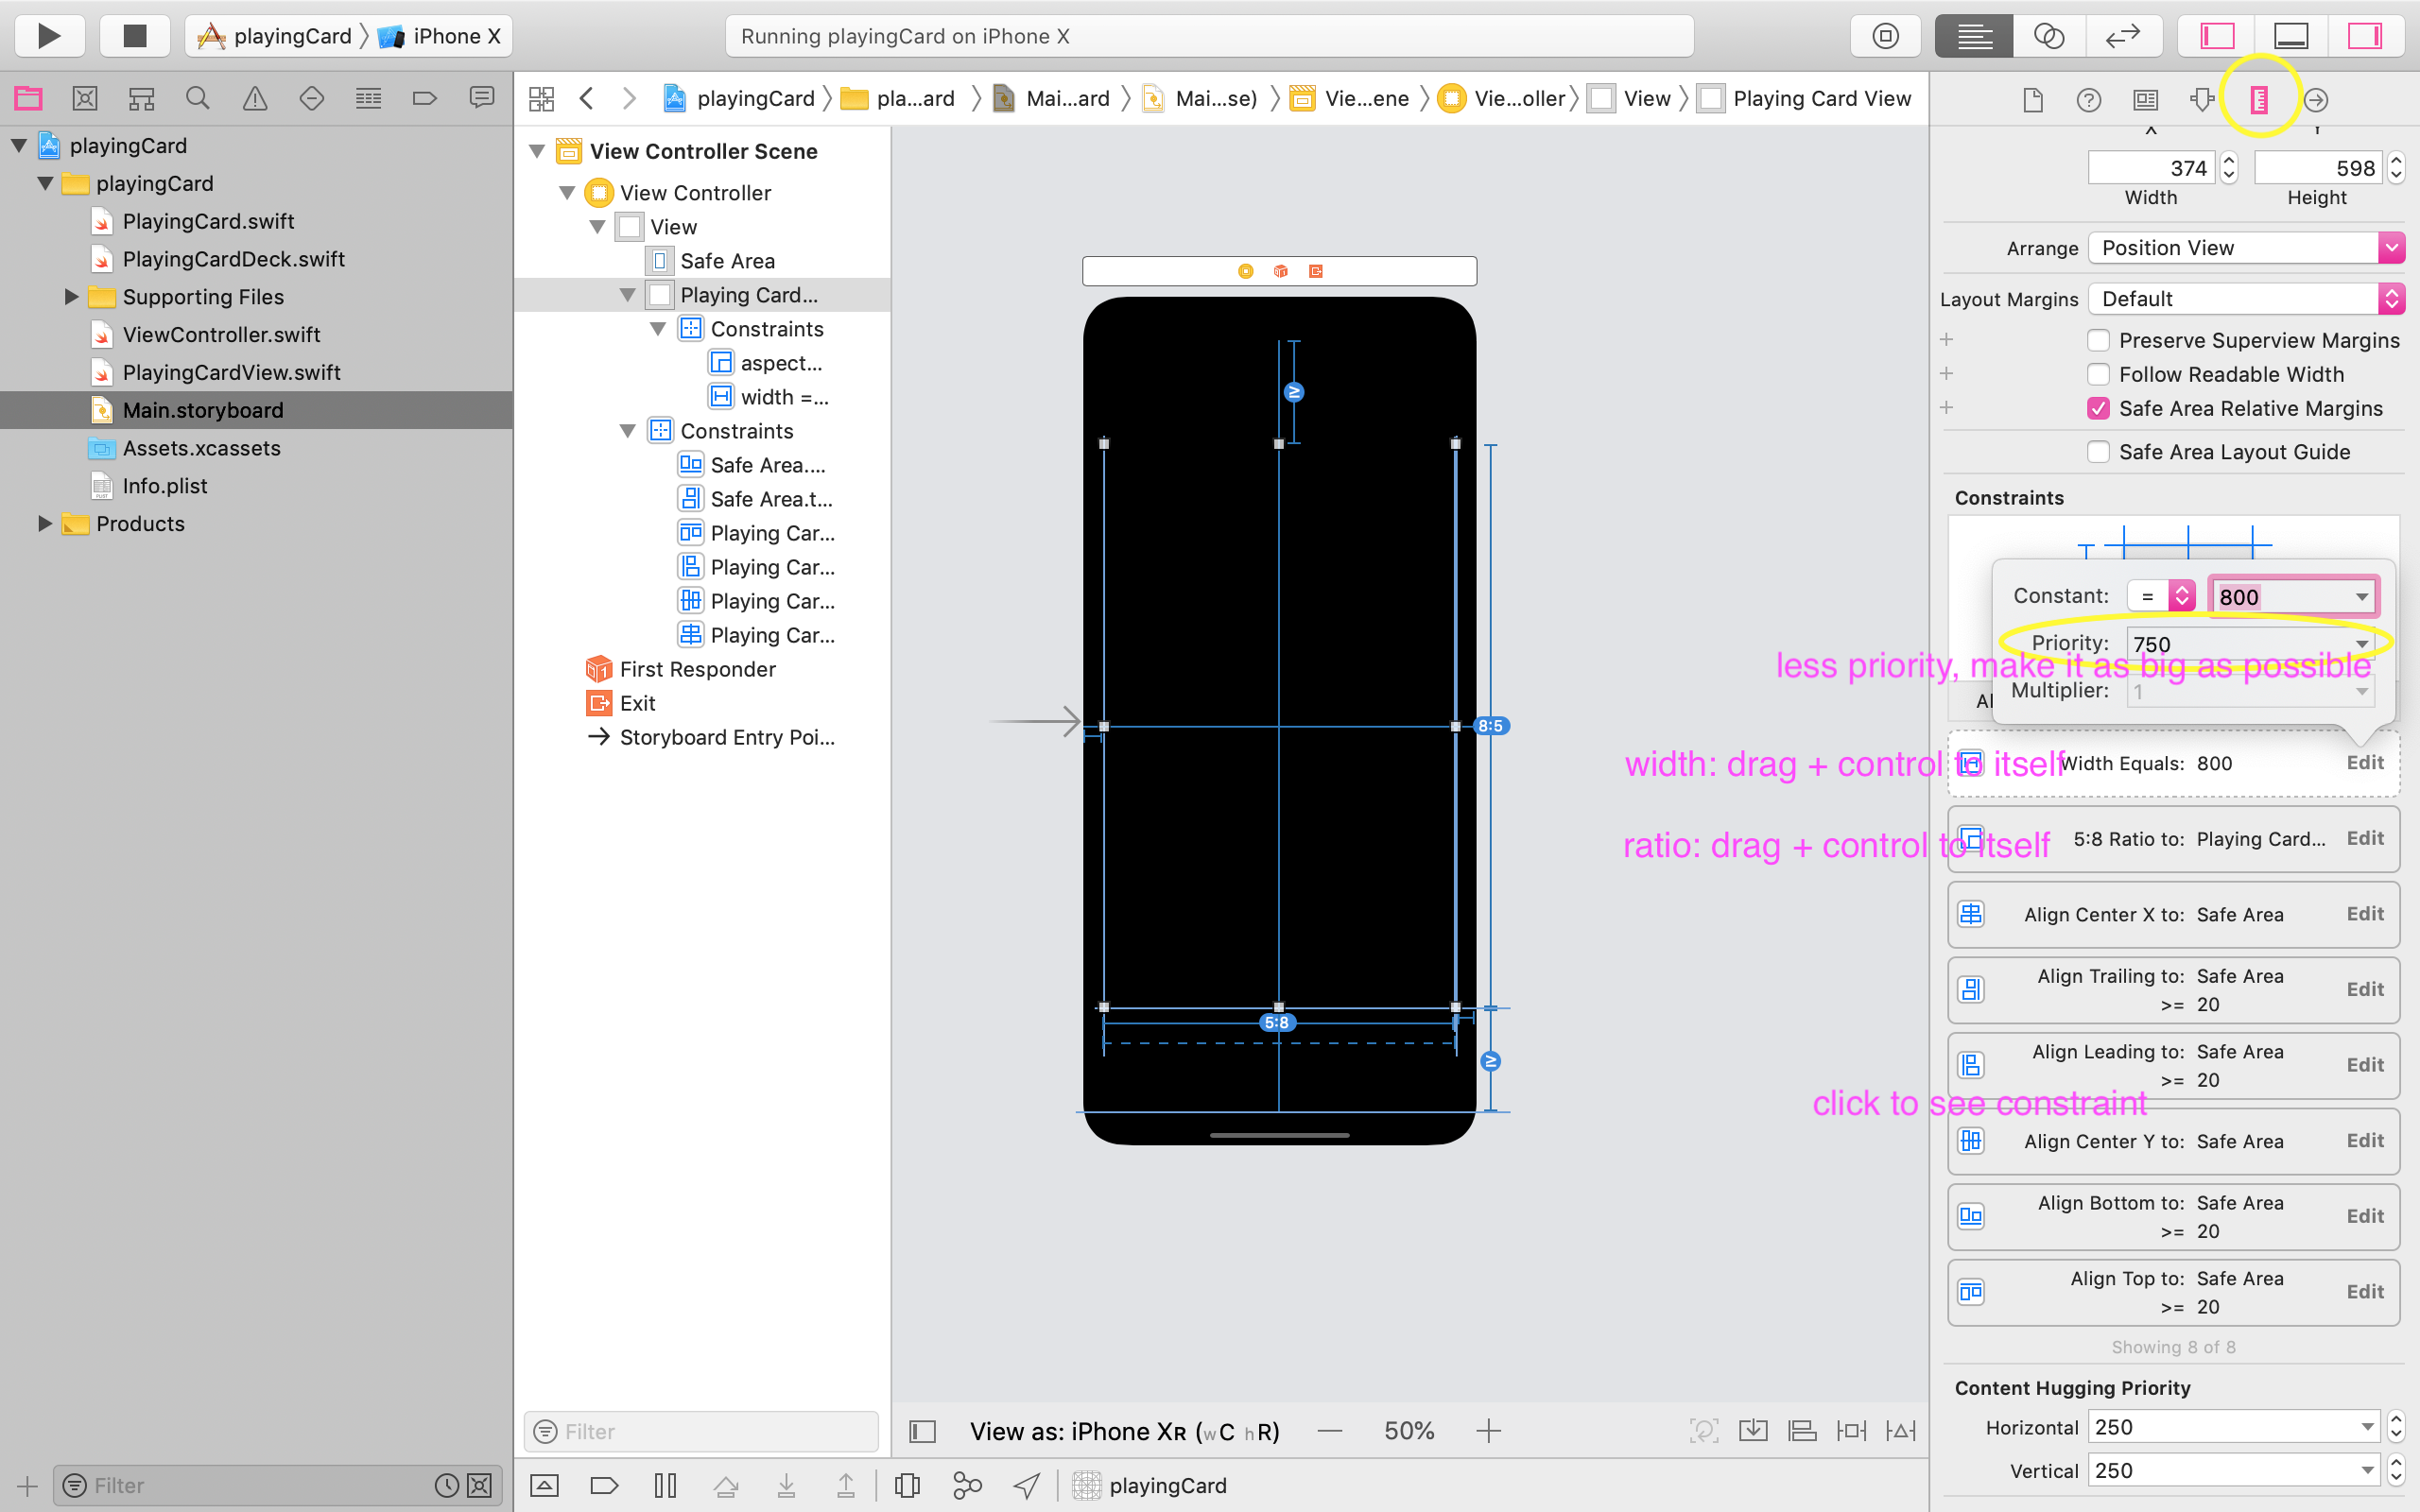 playingCard
iPhone X
Running playingCard on iPhone X
playingCard
pla...ard
Mai...ard
Mai...se)
Vie...ene
Vie...oller
View
Playing Card View
playingCard
playingCard
PlayingCard.swift
PlayingCardDeck.swift
Supporting Files
ViewController.swift
PlayingCardView.swift
Main.storyboard
Assets.xcassets
Info.plist
Products
View Controller Scene
View Controller
View
Safe Area
Playing Card...
Constraints
aspect...
width =...
Constraints
Safe Area....
Safe Area.t...
Playing Car...
Playing Car...
Playing Car...
Playing Car...
First Responder
Exit
Storyboard Entry Poi...
≥
8:5
5:8
≥
374
598
Width
Height
Arrange
Position View
Layout Margins
Default
Preserve Superview Margins
Follow Readable Width
Safe Area Relative Margins
Safe Area Layout Guide
Constraints
Constant:
=
800
Priority:
750
less priority, make it as big as possible
Multiplier:
1
width: drag + control to itself
Width Equals: 800
Edit
ratio: drag + control to itself
5:8 Ratio to: Playing Card...
Edit
Align Center X to: Safe Area
Edit
Align Trailing to: Safe Area
>= 20
Edit
Align Leading to: Safe Area
>= 20
Edit
click to see constraint
Align Center Y to: Safe Area
Edit
Align Bottom to: Safe Area
>= 20
Edit
Align Top to: Safe Area
>= 20
Edit
Showing 8 of 8
Content Hugging Priority
Horizontal
250
Vertical
250
Filter
Filter
View as: iPhone XR (wC hR)
50%
playingCard